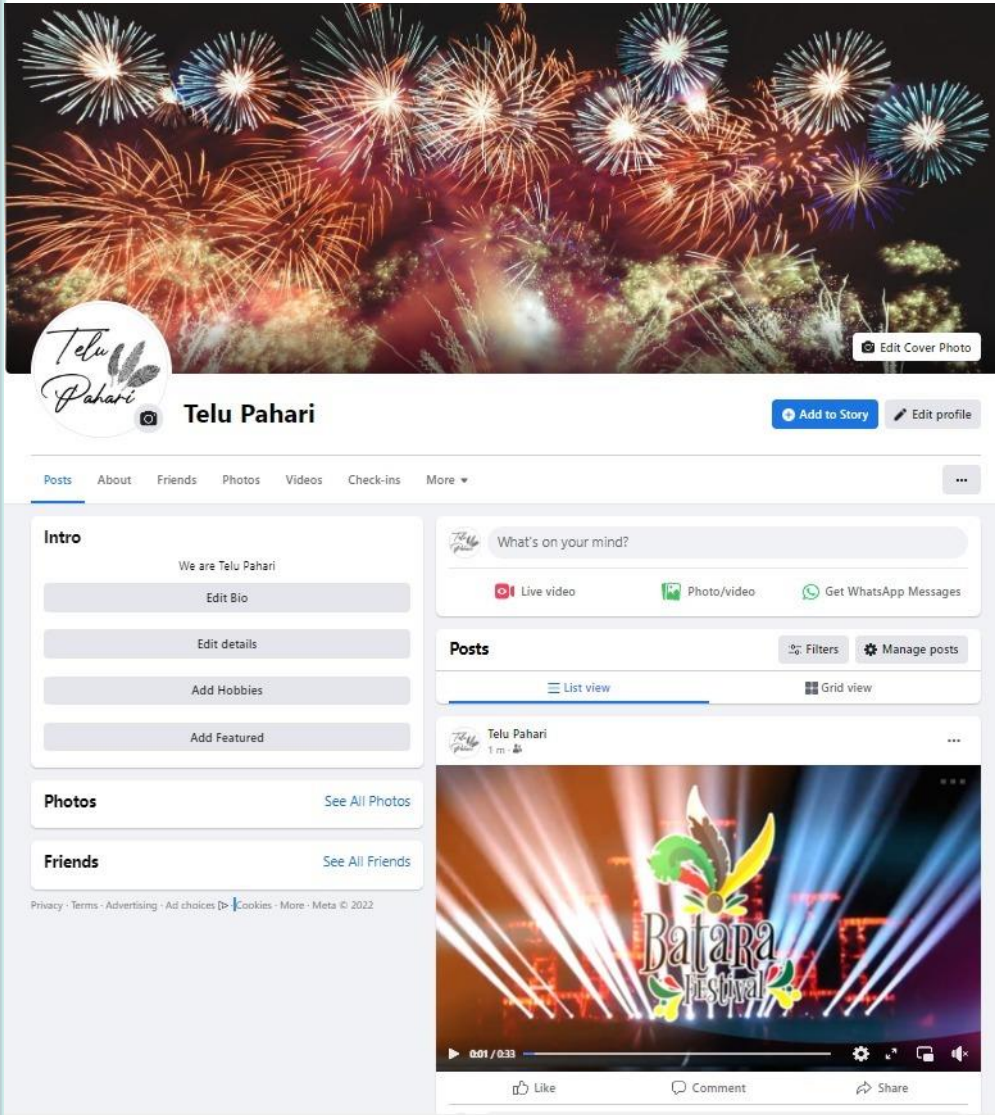 Edit Cover Photo
Telu
Pahari
Telu Pahari
Add to Story
Edit profile
Posts
About
Friends
Photos
Videos
Check-ins
More
Intro
We are Telu Pahari
Edit Bio
Edit details
Add Hobbies
Add Featured
Photos
See All Photos
Friends
See All Friends
Privacy · Terms · Advertising · Ad choices · Cookies · More · Meta © 2022
Telu
Pahari
What's on your mind?
Live video
Photo/video
Get WhatsApp Messages
Posts
Filters
Manage posts
List view
Grid view
Telu
Pahari
Telu Pahari
1 m ·
Batara
Festival
0:01 / 0:33
Like
Comment
Share